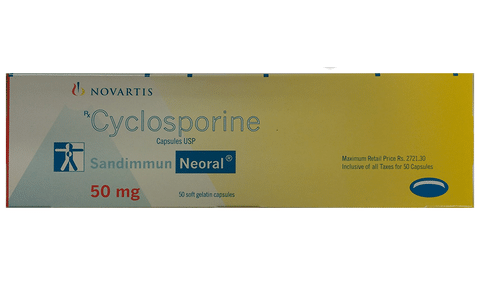 NOVARTIS
Rx
Cyclosporine
Capsules USP
Sandimmun Neoral®
50 mg
50 soft gelatin capsules
Maximum Retail Price Rs. 2721.30
Inclusive of all Taxes for 50 Capsules